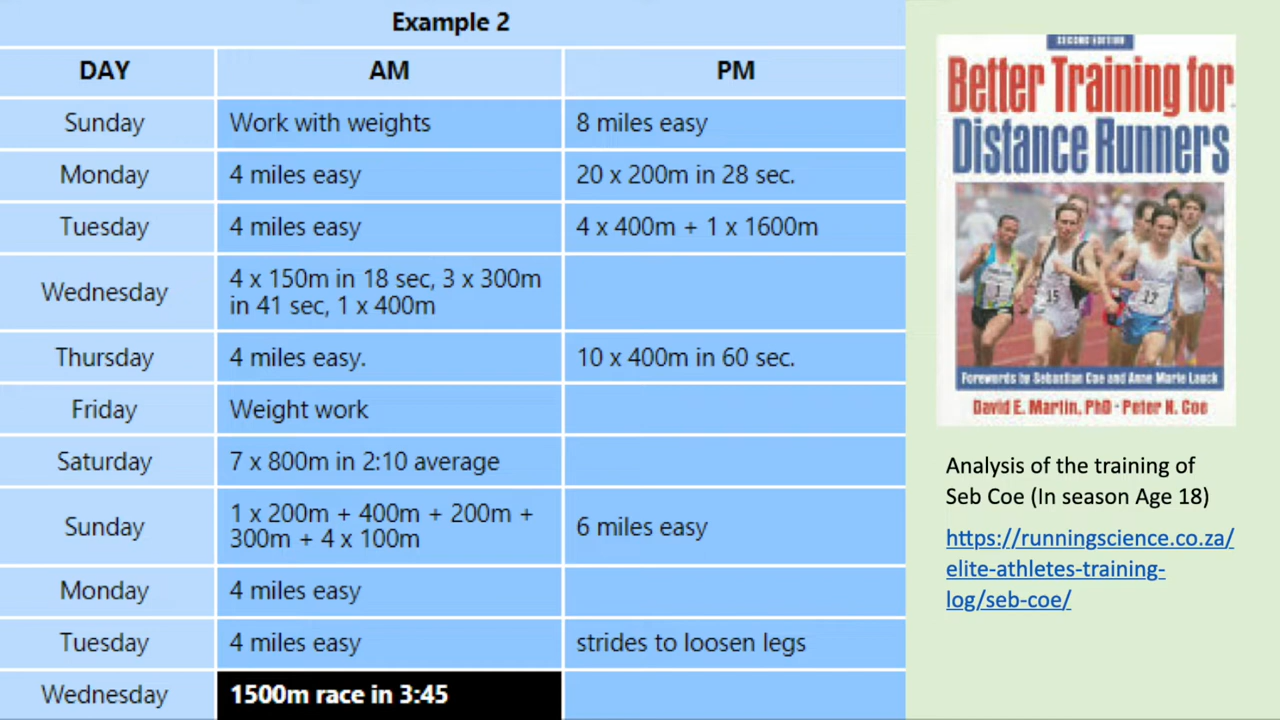 Example 2
DAY AM PM
Sunday Work with weights 8 miles easy
Monday 4 miles easy 20 x 200m in 28 sec.
Tuesday 4 miles easy 4 x 400m + 1 x 1600m
Wednesday 4 x 150m in 18 sec, 3 x 300m
in 41 sec, 1 x 400m
Thursday 4 miles easy. 10 x 400m in 60 sec.
Friday Weight work
Saturday 7 x 800m in 2:10 average
Sunday 1 x 200m + 400m + 200m +
300m + 4 x 100m 6 miles easy
Monday 4 miles easy
Tuesday 4 miles easy strides to loosen legs
Wednesday 1500m race in 3:45
SECOND EDITION
Better Training for
Distance Runners
1 15 12
Forewords by Sebastian Coe and Anne Marie Lauck
David E. Martin, PhD · Peter N. Coe
Analysis of the training of
Seb Coe (In season Age 18)
https://runningscience.co.za/
elite-athletes-training-
log/seb-coe/